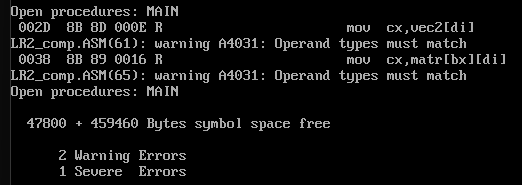 Open procedures: MAIN
002D 8B 8D 000E R mov cx,vec2[di]
LR2_comp.ASM(61): warning A4031: Operand types must match
0038 8B 89 0016 R mov cx,matr[bx][di]
LR2_comp.ASM(65): warning A4031: Operand types must match
Open procedures: MAIN
47800 + 459460 Bytes symbol space free
2 Warning Errors
1 Severe Errors